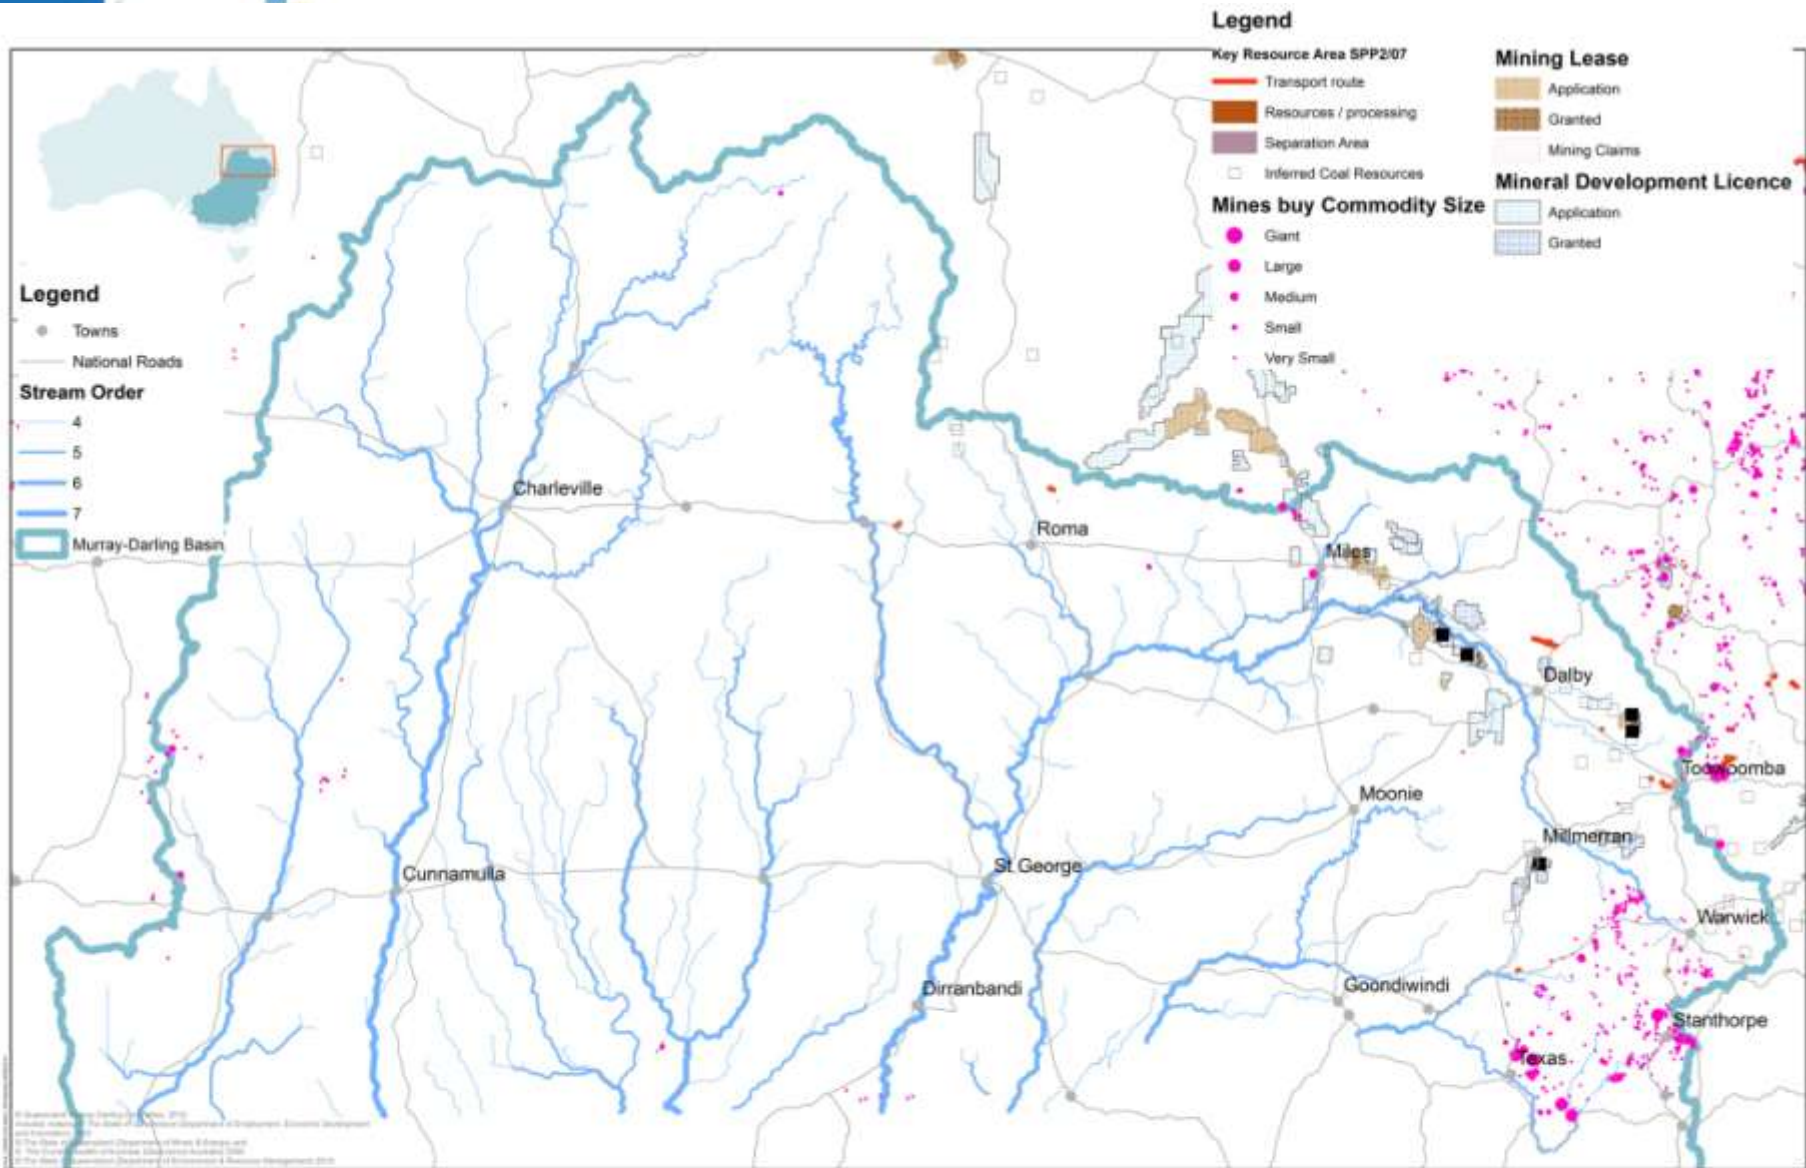 Legend
Key Resource Area SPP2/07
Transport route
Resources / processing
Separation Area
Inferred Coal Resources
Mines buy Commodity Size
Giant
Large
Medium
Small
Very Small
Mining Lease
Application
Granted
Mining Claims
Mineral Development Licence
Application
Granted
Legend
Towns
National Roads
Stream Order
4
5
6
7
Murray-Darling Basin
Charleville
Roma
Miles
Dalby
Toowoomba
Moonie
Millmerran
St George
Cunnamulla
Warwick
Dirranbandi
Goondiwindi
Stanthorpe
Texas